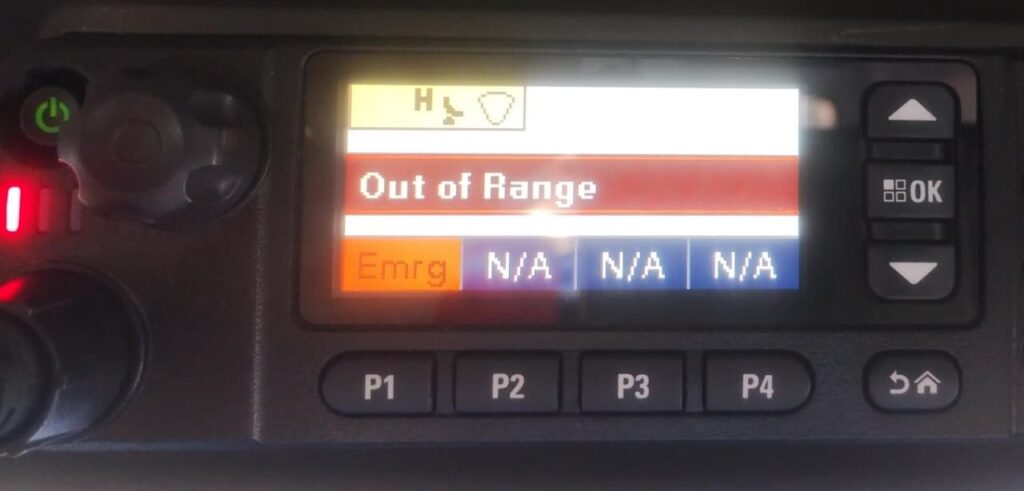 H
Out of Range
Emrg N/A N/A N/A
OK
P1 P2 P3 P4